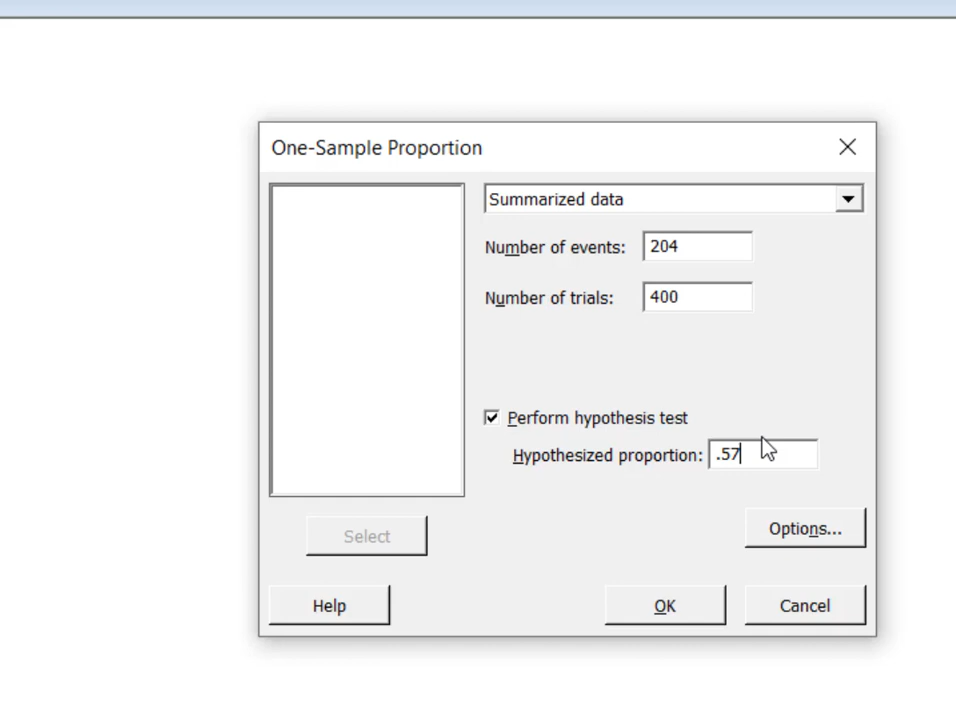 One-Sample Proportion
Summarized data
Number of events: 204
Number of trials: 400
Perform hypothesis test
Hypothesized proportion: .57
Select
Options...
Help
OK
Cancel